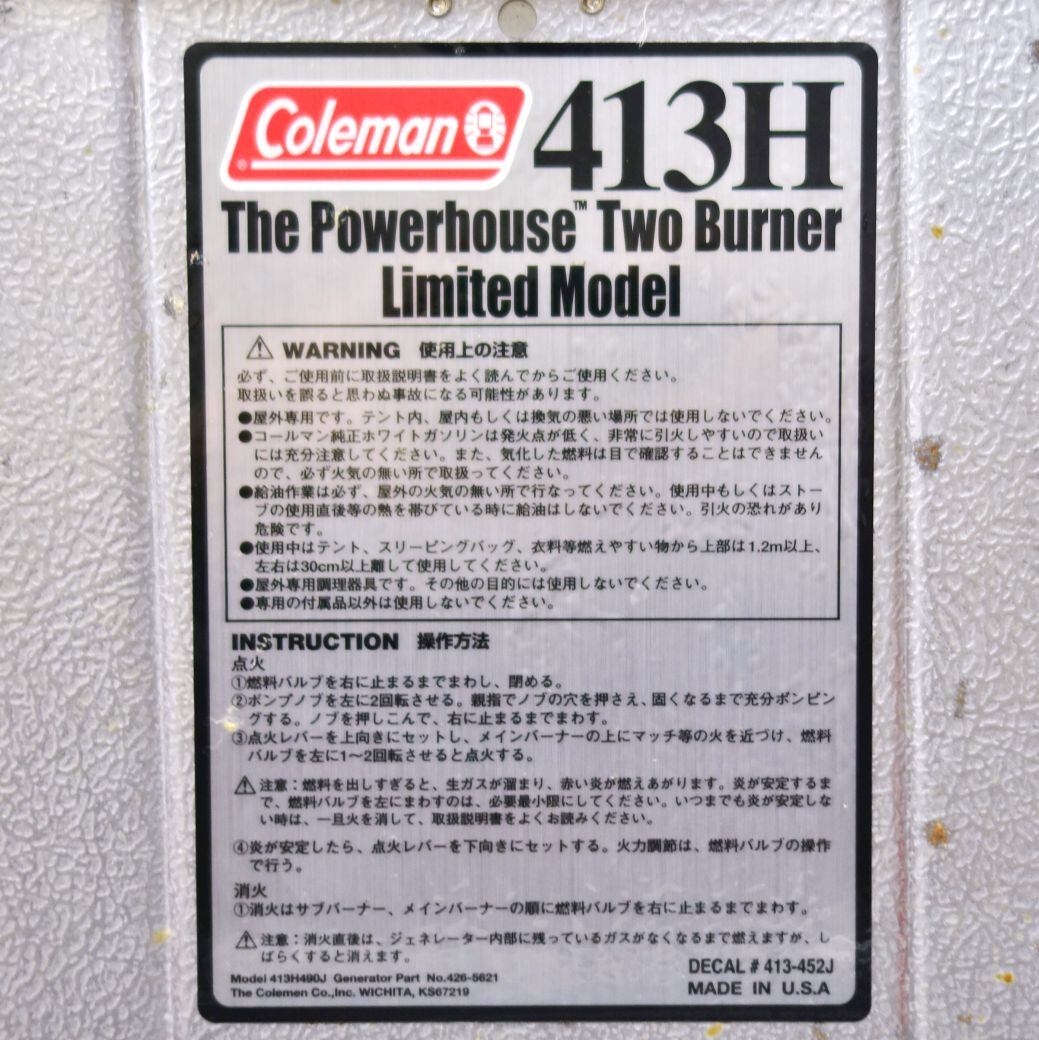 Coleman ®
413H
The Powerhouse™ Two Burner
Limited Model
⚠ WARNING 使用上の注意
必ず、ご使用前に取扱説明書をよく読んでからご使用ください。
取扱いを誤ると思わぬ事故になる可能性があります。
●屋外専用です。テント内、屋内もしくは換気の悪い場所では使用しないでください。
●コールマン純正ホワイトガソリンは発火点が低く、非常に引火しやすいので取扱い
には充分注意してください。また、気化した燃料は目で確認することはできません
ので、必ず火気の無い所で取扱ってください。
●給油作業は必ず、屋外の火気の無い所で行なってください。使用中もしくはストー
ブの使用直後等の熱を帯びている時に給油はしないでください。引火の恐れがあり
危険です。
●使用中はテント、スリーピングバッグ、衣料等燃えやすい物から上部は1.2m以上、
左右は30cm以上離して使用してください。
●屋外専用調理器具です。その他の目的には使用しないでください。
●専用の付属品以外は使用しないでください。
INSTRUCTION 操作方法
点火
①燃料バルブを右に止まるまでまわし、閉める。
②ポンプノブを左に2回転させる。親指でノブの穴を押さえ、固くなるまで充分ポンピン
グする。ノブを押しこんで、右に止まるまでまわす。
③点火レバーを上向きにセットし、メインバーナーの上にマッチ等の火を近づけ、燃料
バルブを左に1〜2回転させると点火する。
⚠ 注意：燃料を出しすぎると、生ガスが溜まり、赤い炎が燃えあがります。炎が安定するま
で、燃料バルブを左にまわすのは、必要最小限にしてください。いつまでも炎が安定しな
い時は、一旦火を消して、取扱説明書をよくお読みください。
④炎が安定したら、点火レバーを下向きにセットする。火力調節は、燃料バルブの操作
で行う。
消火
①消火はサブバーナー、メインバーナーの順に燃料バルブを右に止まるまでまわす。
⚠ 注意：消火直後は、ジェネレーター内部に残っているガスがなくなるまで燃えますが、し
ばらくすると消えます。
Model 413H490J Generator Part No.426-5621
The Colemen Co.,Inc. WICHITA, KS67219
DECAL # 413-452J
MADE IN U.S.A